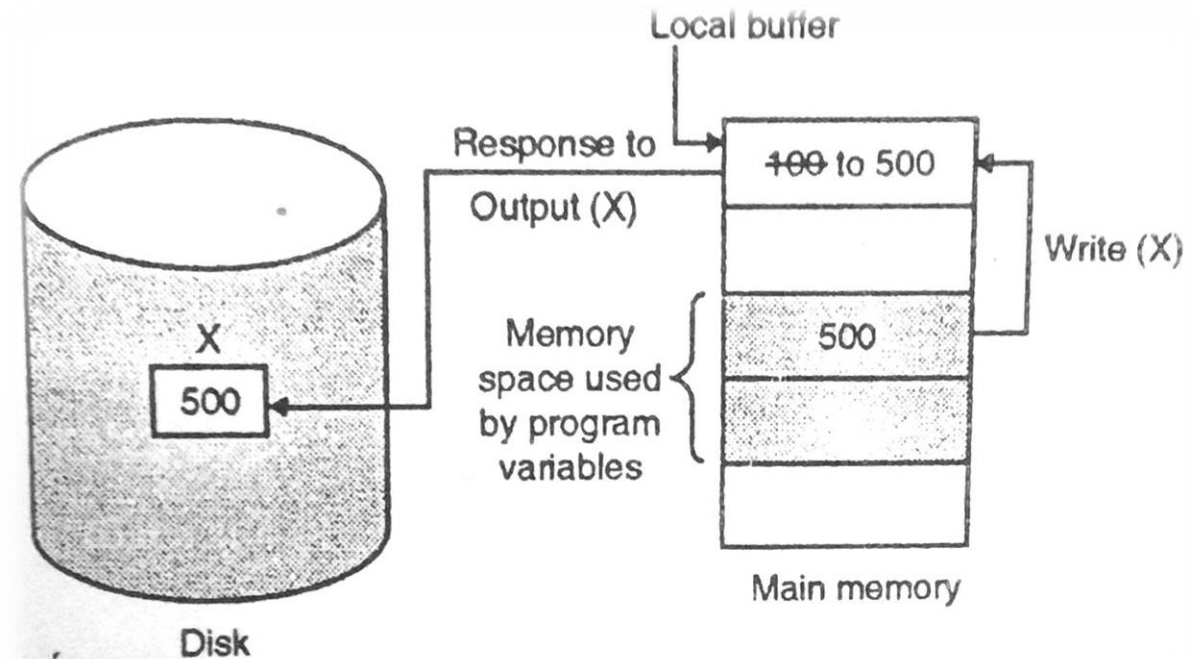 Local buffer
Response to
Output (X)
100 to 500
Write (X)
500
Memory
space used
by program
variables
X
500
Main memory
Disk